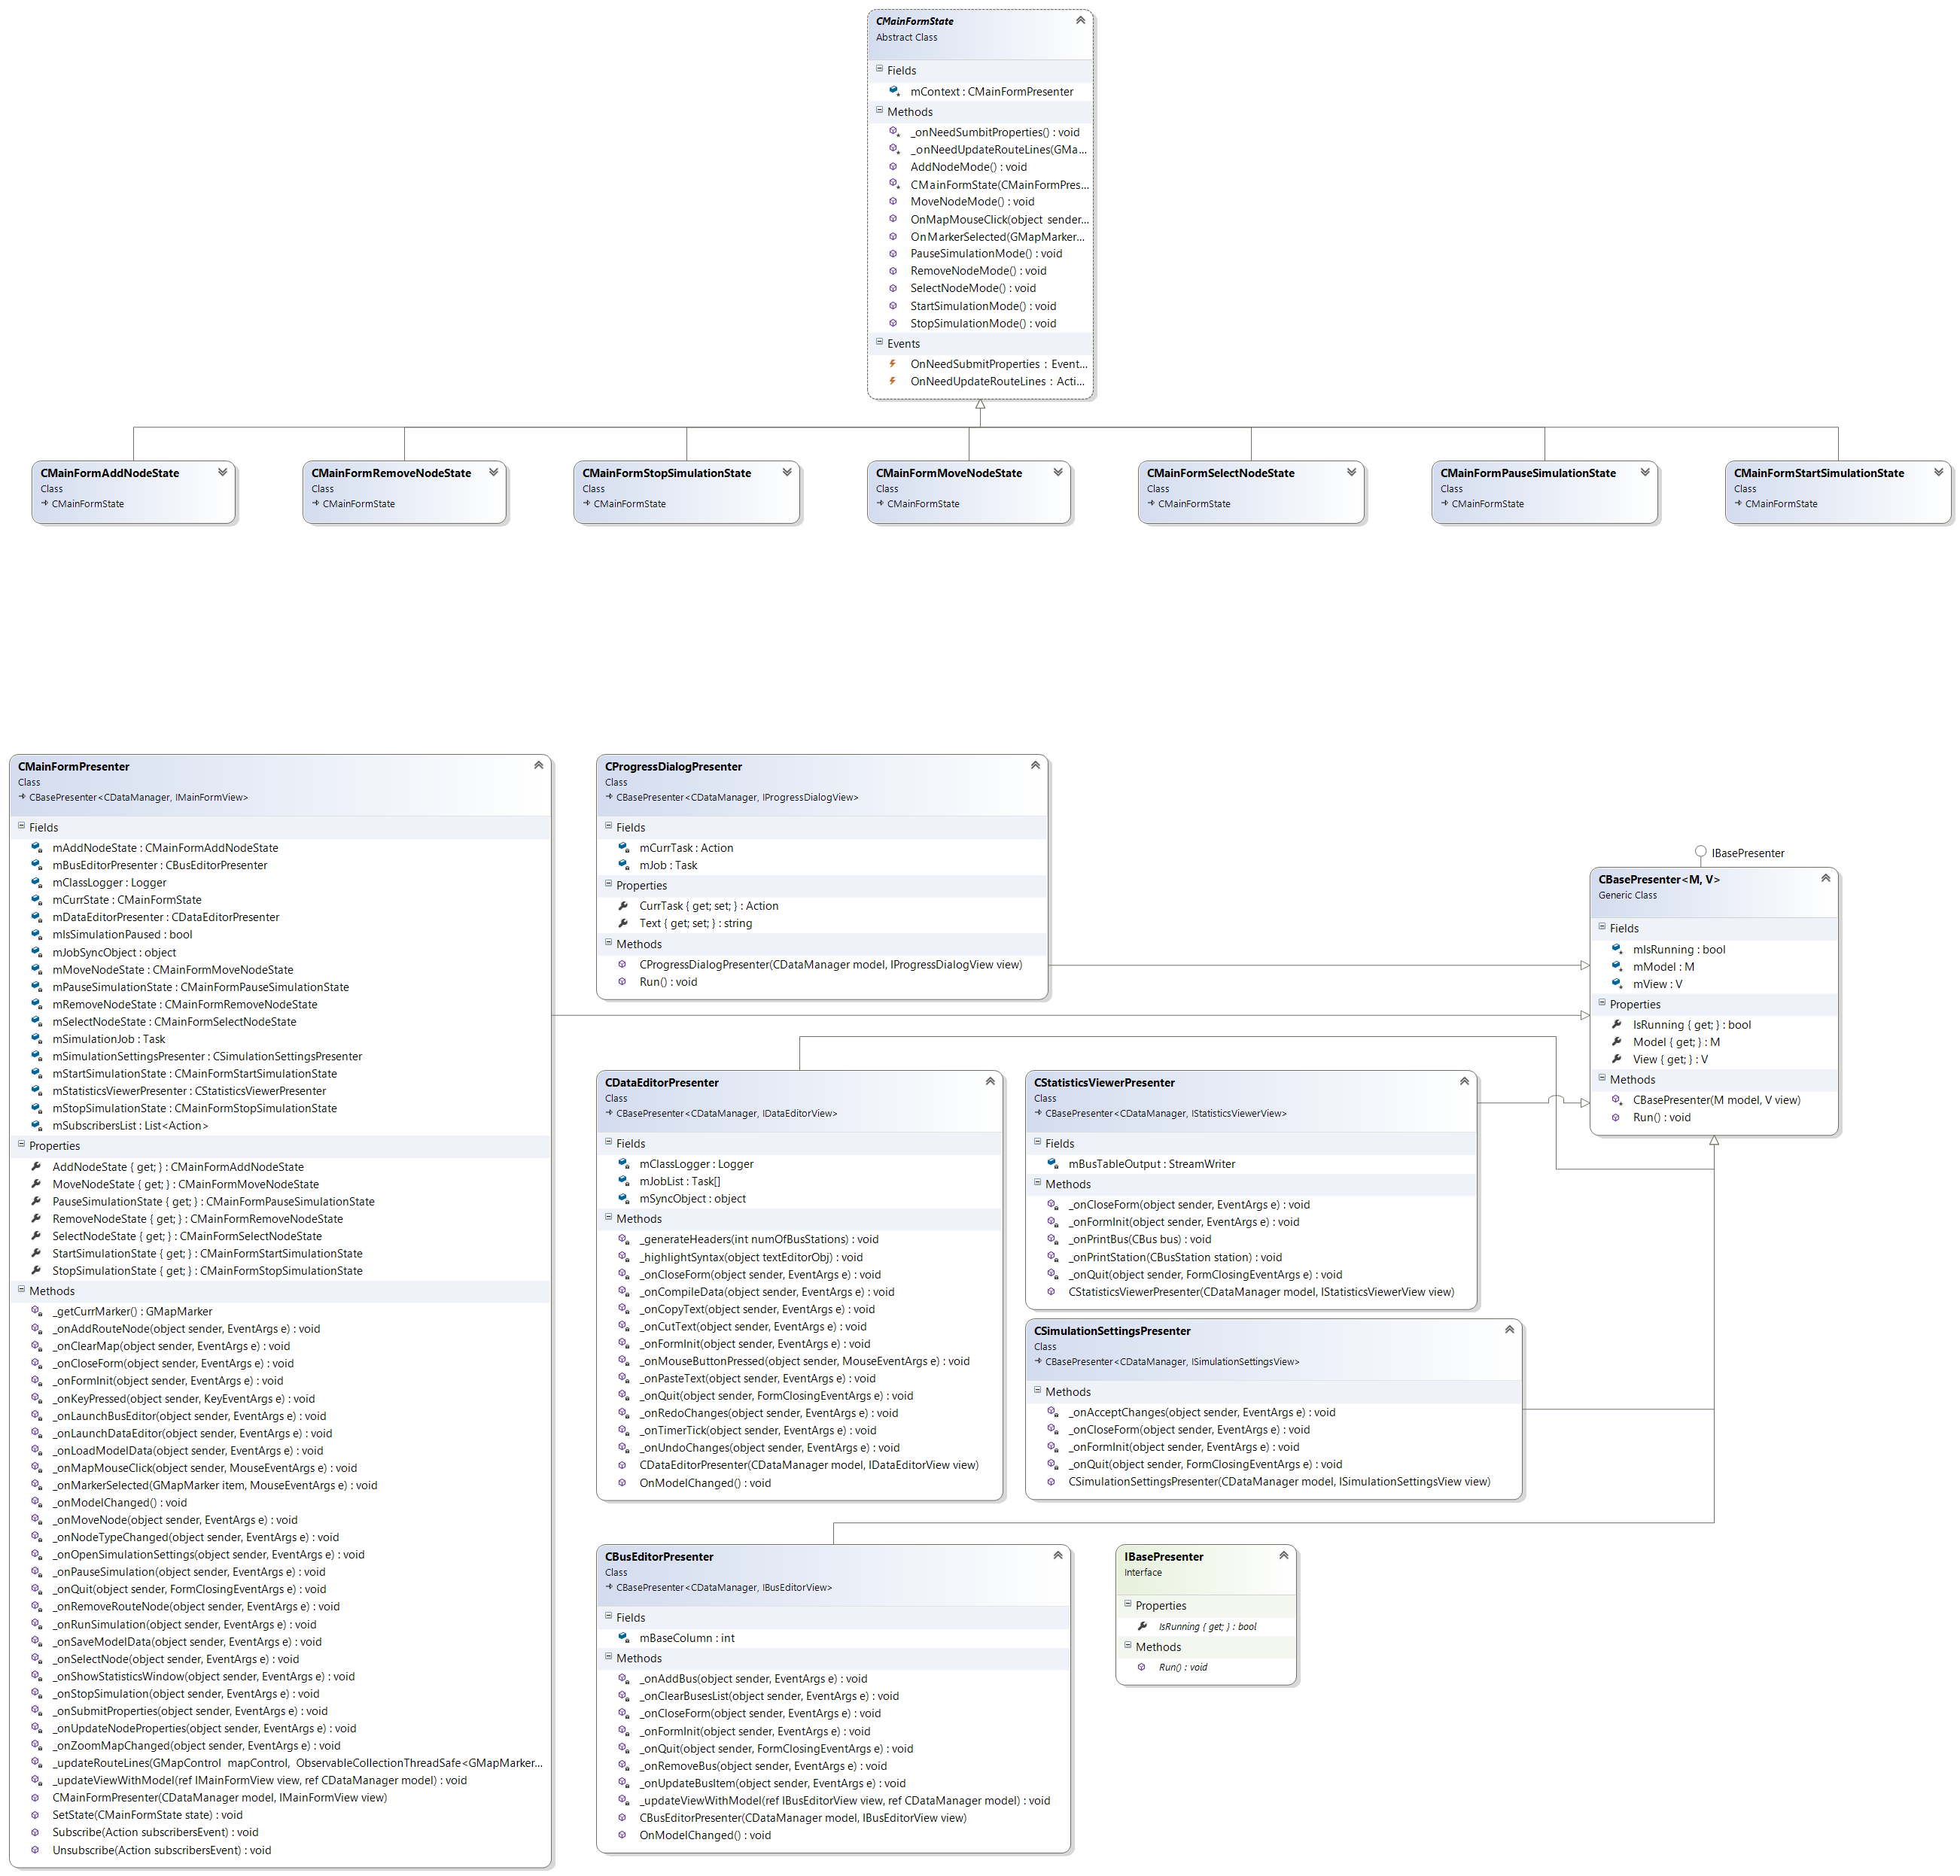 CMainFormState
Abstract Class
Fields
mContext : CMainFormPresenter
Methods
_onNeedSumbitProperties() : void
_onNeedUpdateRouteLines(GMa...
AddNodeMode() : void
CMainFormState(CMainFormPres...
MoveNodeMode() : void
OnMapMouseClick(object sender...
OnMarkerSelected(GMapMarker...
PauseSimulationMode() : void
RemoveNodeMode() : void
SelectNodeMode() : void
StartSimulationMode() : void
StopSimulationMode() : void
Events
OnNeedSubmitProperties : Event...
OnNeedUpdateRouteLines : Acti...
CMainFormAddNodeState
Class
CMainFormState
CMainFormRemoveNodeState
Class
CMainFormState
CMainFormStopSimulationState
Class
CMainFormState
CMainFormMoveNodeState
Class
CMainFormState
CMainFormSelectNodeState
Class
CMainFormState
CMainFormPauseSimulationState
Class
CMainFormState
CMainFormStartSimulationState
Class
CMainFormState
CMainFormPresenter
Class
CBasePresenter<CDataManager, IMainFormView>
Fields
mAddNodeState : CMainFormAddNodeState
mBusEditorPresenter : CBusEditorPresenter
mClassLogger : Logger
mCurrState : CMainFormState
mDataEditorPresenter : CDataEditorPresenter
mIsSimulationPaused : bool
mJobSyncObject : object
mMoveNodeState : CMainFormMoveNodeState
mPauseSimulationState : CMainFormPauseSimulationState
mRemoveNodeState : CMainFormRemoveNodeState
mSelectNodeState : CMainFormSelectNodeState
mSimulationJob : Task
mSimulationSettingsPresenter : CSimulationSettingsPresenter
mStartSimulationState : CMainFormStartSimulationState
mStatisticsViewerPresenter : CStatisticsViewerPresenter
mStopSimulationState : CMainFormStopSimulationState
mSubscribersList : List<Action>
Properties
AddNodeState { get; } : CMainFormAddNodeState
MoveNodeState { get; } : CMainFormMoveNodeState
PauseSimulationState { get; } : CMainFormPauseSimulationState
RemoveNodeState { get; } : CMainFormRemoveNodeState
SelectNodeState { get; } : CMainFormSelectNodeState
StartSimulationState { get; } : CMainFormStartSimulationState
StopSimulationState { get; } : CMainFormStopSimulationState
Methods
_getCurrMarker() : GMapMarker
_onAddRouteNode(object sender, EventArgs e) : void
_onClearMap(object sender, EventArgs e) : void
_onCloseForm(object sender, EventArgs e) : void
_onFormInit(object sender, EventArgs e) : void
_onKeyPressed(object sender, KeyEventArgs e) : void
_onLaunchBusEditor(object sender, EventArgs e) : void
_onLaunchDataEditor(object sender, EventArgs e) : void
_onLoadModelData(object sender, EventArgs e) : void
_onMapMouseClick(object sender, MouseEventArgs e) : void
_onMarkerSelected(GMapMarker item, MouseEventArgs e) : void
_onModelChanged() : void
_onMoveNode(object sender, EventArgs e) : void
_onNodeTypeChanged(object sender, EventArgs e) : void
_onOpenSimulationSettings(object sender, EventArgs e) : void
_onPauseSimulation(object sender, EventArgs e) : void
_onQuit(object sender, FormClosingEventArgs e) : void
_onRemoveRouteNode(object sender, EventArgs e) : void
_onRunSimulation(object sender, EventArgs e) : void
_onSaveModelData(object sender, EventArgs e) : void
_onSelectNode(object sender, EventArgs e) : void
_onShowStatisticsWindow(object sender, EventArgs e) : void
_onStopSimulation(object sender, EventArgs e) : void
_onSubmitProperties(object sender, EventArgs e) : void
_onUpdateNodeProperties(object sender, EventArgs e) : void
_onZoomMapChanged(object sender, EventArgs e) : void
_updateRouteLines(GMapControl mapControl, ObservableCollectionThreadSafe<GMapMarker...
_updateViewWithModel(ref IMainFormView view, ref CDataManager model) : void
CMainFormPresenter(CDataManager model, IMainFormView view)
SetState(CMainFormState state) : void
Subscribe(Action subscribersEvent) : void
Unsubscribe(Action subscribersEvent) : void
CProgressDialogPresenter
Class
CBasePresenter<CDataManager, IProgressDialogView>
Fields
mCurrTask : Action
mJob : Task
Properties
CurrTask { get; set; } : Action
Text { get; set; } : string
Methods
CProgressDialogPresenter(CDataManager model, IProgressDialogView view)
Run() : void
IBasePresenter
CBasePresenter<M, V>
Generic Class
Fields
mIsRunning : bool
mModel : M
mView : V
Properties
IsRunning { get; } : bool
Model { get; } : M
View { get; } : V
Methods
CBasePresenter(M model, V view)
Run() : void
CDataEditorPresenter
Class
CBasePresenter<CDataManager, IDataEditorView>
Fields
mClassLogger : Logger
mJobList : Task[]
mSyncObject : object
Methods
_generateHeaders(int numOfBusStations) : void
_highlightSyntax(object textEditorObj) : void
_onCloseForm(object sender, EventArgs e) : void
_onCompileData(object sender, EventArgs e) : void
_onCopyText(object sender, EventArgs e) : void
_onCutText(object sender, EventArgs e) : void
_onFormInit(object sender, EventArgs e) : void
_onMouseButtonPressed(object sender, MouseEventArgs e) : void
_onPasteText(object sender, EventArgs e) : void
_onQuit(object sender, FormClosingEventArgs e) : void
_onRedoChanges(object sender, EventArgs e) : void
_onTimerTick(object sender, EventArgs e) : void
_onUndoChanges(object sender, EventArgs e) : void
CDataEditorPresenter(CDataManager model, IDataEditorView view)
OnModelChanged() : void
CStatisticsViewerPresenter
Class
CBasePresenter<CDataManager, IStatisticsViewerView>
Fields
mBusTableOutput : StreamWriter
Methods
_onCloseForm(object sender, EventArgs e) : void
_onFormInit(object sender, EventArgs e) : void
_onPrintBus(CBus bus) : void
_onPrintStation(CBusStation station) : void
_onQuit(object sender, FormClosingEventArgs e) : void
CStatisticsViewerPresenter(CDataManager model, IStatisticsViewerView view)
CSimulationSettingsPresenter
Class
CBasePresenter<CDataManager, ISimulationSettingsView>
Methods
_onAcceptChanges(object sender, EventArgs e) : void
_onCloseForm(object sender, EventArgs e) : void
_onFormInit(object sender, EventArgs e) : void
_onQuit(object sender, FormClosingEventArgs e) : void
CSimulationSettingsPresenter(CDataManager model, ISimulationSettingsView view)
CBusEditorPresenter
Class
CBasePresenter<CDataManager, IBusEditorView>
Fields
mBaseColumn : int
Methods
_onAddBus(object sender, EventArgs e) : void
_onClearBusesList(object sender, EventArgs e) : void
_onCloseForm(object sender, EventArgs e) : void
_onFormInit(object sender, EventArgs e) : void
_onQuit(object sender, FormClosingEventArgs e) : void
_onRemoveBus(object sender, EventArgs e) : void
_onUpdateBusItem(object sender, EventArgs e) : void
_updateViewWithModel(ref IBusEditorView view, ref CDataManager model) : void
CBusEditorPresenter(CDataManager model, IBusEditorView view)
OnModelChanged() : void
IBasePresenter
Interface
Properties
IsRunning { get; } : bool
Methods
Run() : void